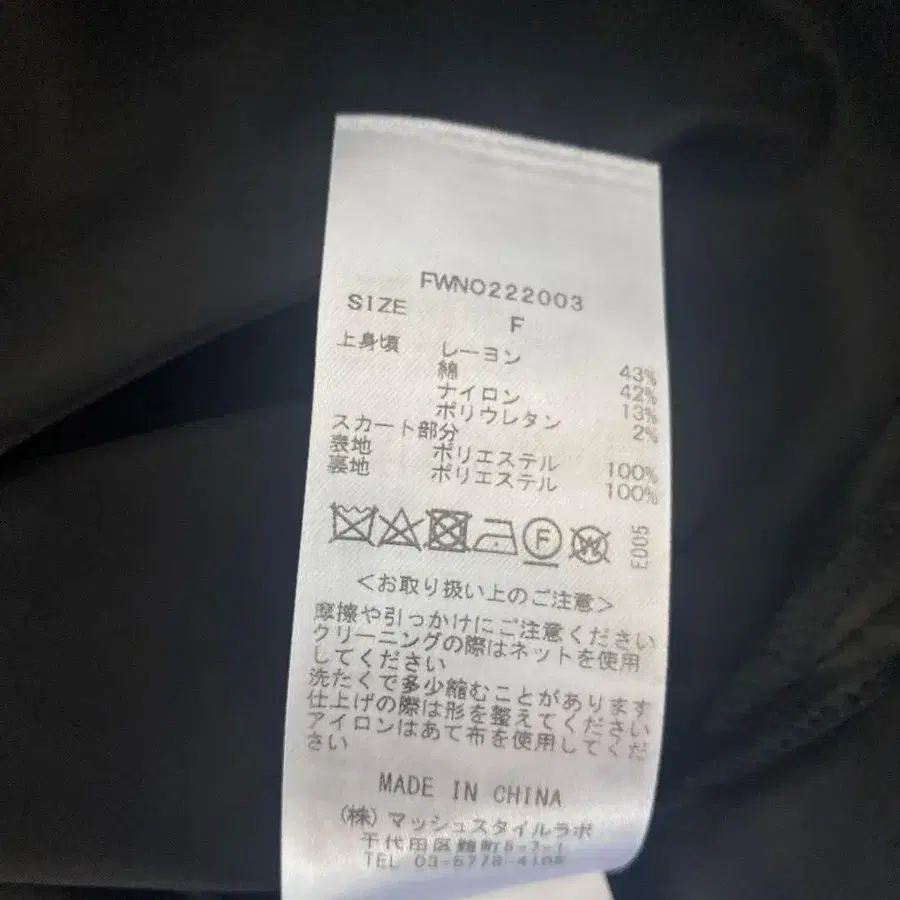 FWNO222003
SIZE F
上身頃 レーヨン 43%
綿 42%
ナイロン 13%
ポリウレタン 2%
スカート部分
表地 ポリエステル 100%
裏地 ポリエステル 100%
F W
E005
<お取り扱い上のご注意>
摩擦や引っかけにご注意ください
クリーニングの際はネットを使用
してください
洗たくで多少縮むことがあります
仕上げの際は形を整えてください
アイロンはあて布を使用してくだ
さい
MADE IN CHINA
(株)マッシュスタイルラボ
千代田区麹町5-7-1
TEL 03-5778-4105